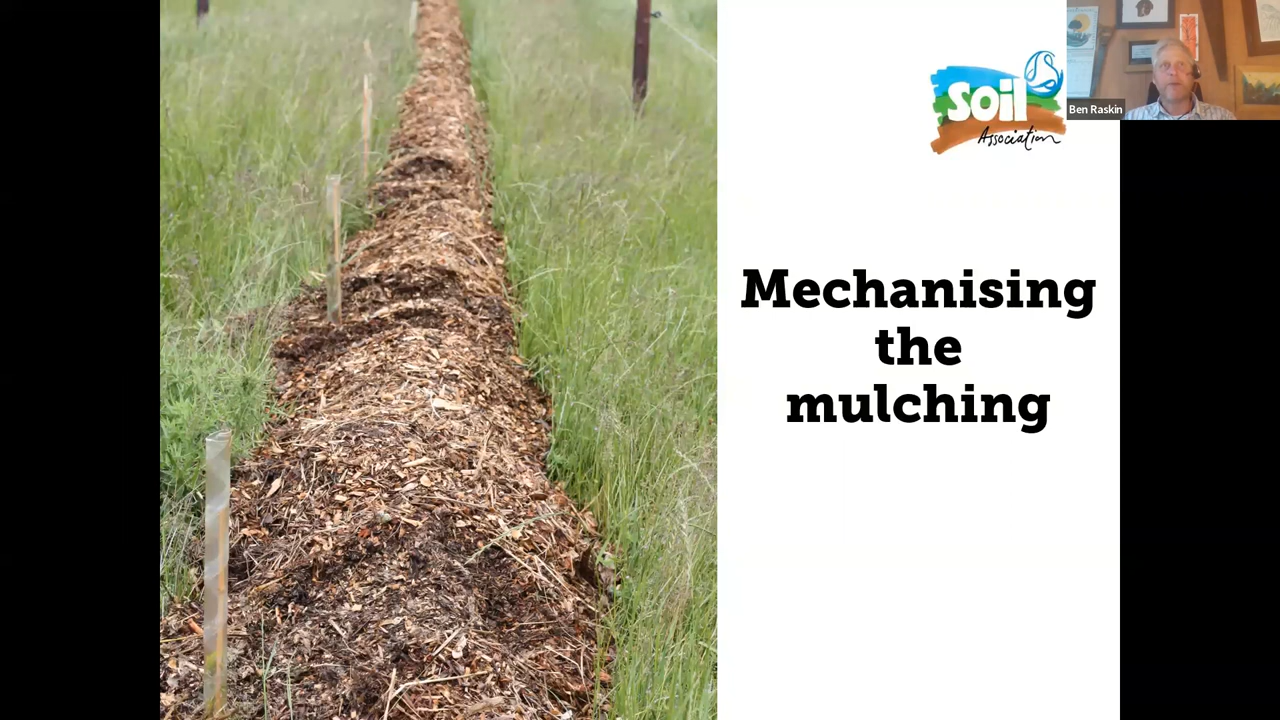 Soil
Association
Ben Raskin
Mechanising
the
mulching